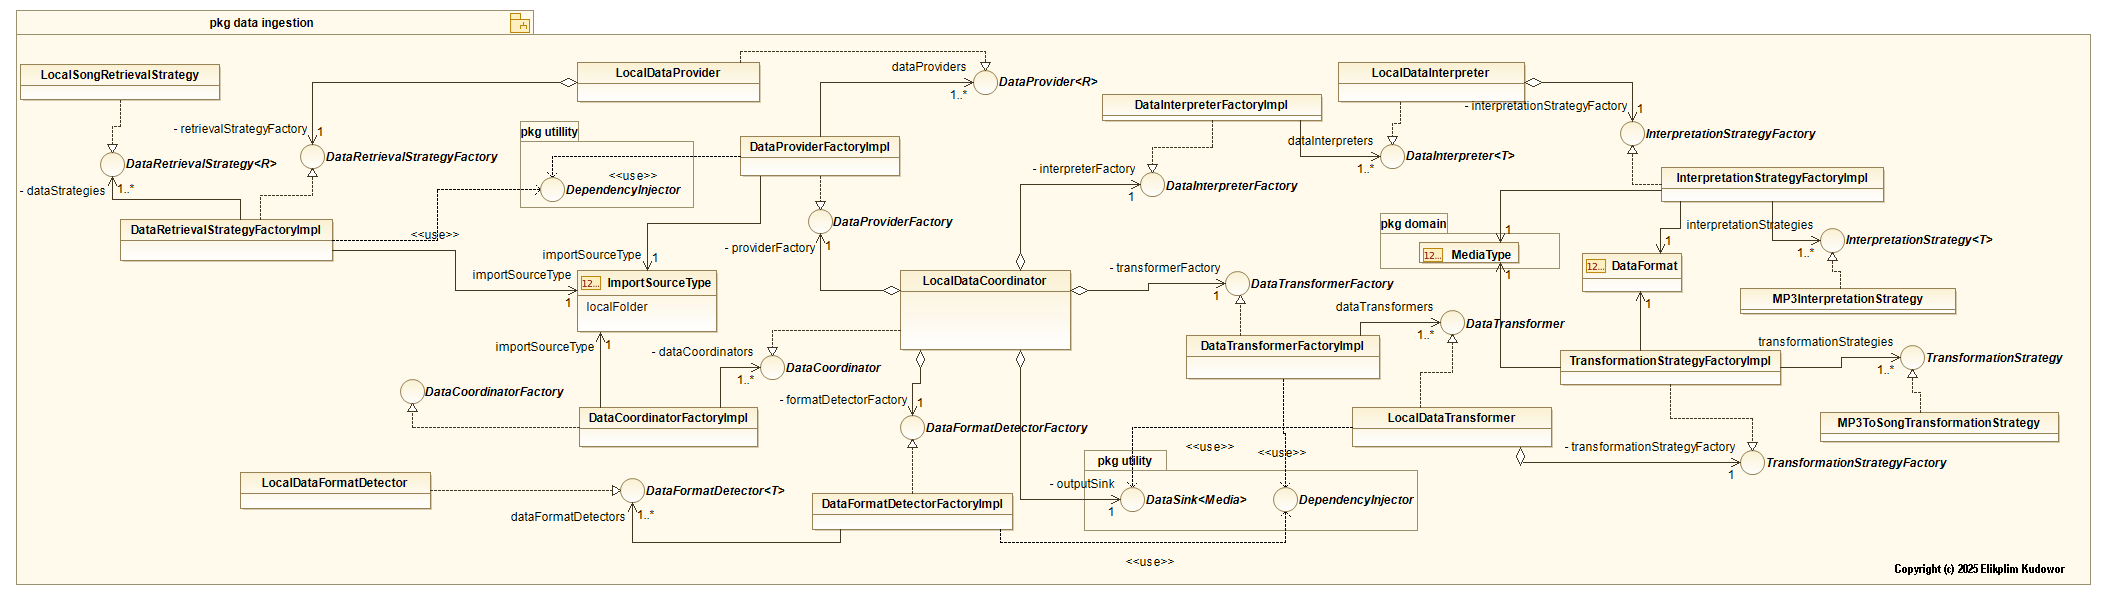 pkg data ingestion
LocalSongRetrievalStrategy
LocalDataProvider
dataProviders
1..*
DataProvider<R>
LocalDataInterpreter
DataInterpreterFactoryImpl
- interpretationStrategyFactory
1
InterpretationStrategyFactory
- retrievalStrategyFactory
1
pkg utillity
DataProviderFactoryImpl
dataInterpreters
1..*
DataInterpreter<T>
DataRetrievalStrategy<R>
DataRetrievalStrategyFactory
<<use>>
DependencyInjector
- interpreterFactory
1
DataInterpreterFactory
InterpretationStrategyFactoryImpl
- dataStrategies
1..*
DataRetrievalStrategyFactoryImpl
<<use>>
DataProviderFactory
- providerFactory
1
pkg domain
1
MediaType
1
interpretationStrategies
1..*
InterpretationStrategy<T>
1
DataFormat
importSourceType
1
importSourceType
1
12...
ImportSourceType
localFolder
LocalDataCoordinator
- transformerFactory
1
DataTransformerFactory
12...
12...
1
MP3InterpretationStrategy
dataTransformers
1..*
DataTransformer
importSourceType
1
- dataCoordinators
1..*
DataCoordinator
DataTransformerFactoryImpl
TransformationStrategyFactoryImpl
transformationStrategies
1..*
TransformationStrategy
DataCoordinatorFactory
DataCoordinatorFactoryImpl
- formatDetectorFactory
1
DataFormatDetectorFactory
LocalDataTransformer
MP3ToSongTransformationStrategy
<<use>>
<<use>>
- transformationStrategyFactory
1
TransformationStrategyFactory
pkg utility
LocalDataFormatDetector
DataFormatDetector<T>
dataFormatDetectors
1..*
DataFormatDetectorFactoryImpl
- outputSink
1
DataSink<Media>
DependencyInjector
<<use>>
Copyright (c) 2025 Elikplim Kudowor